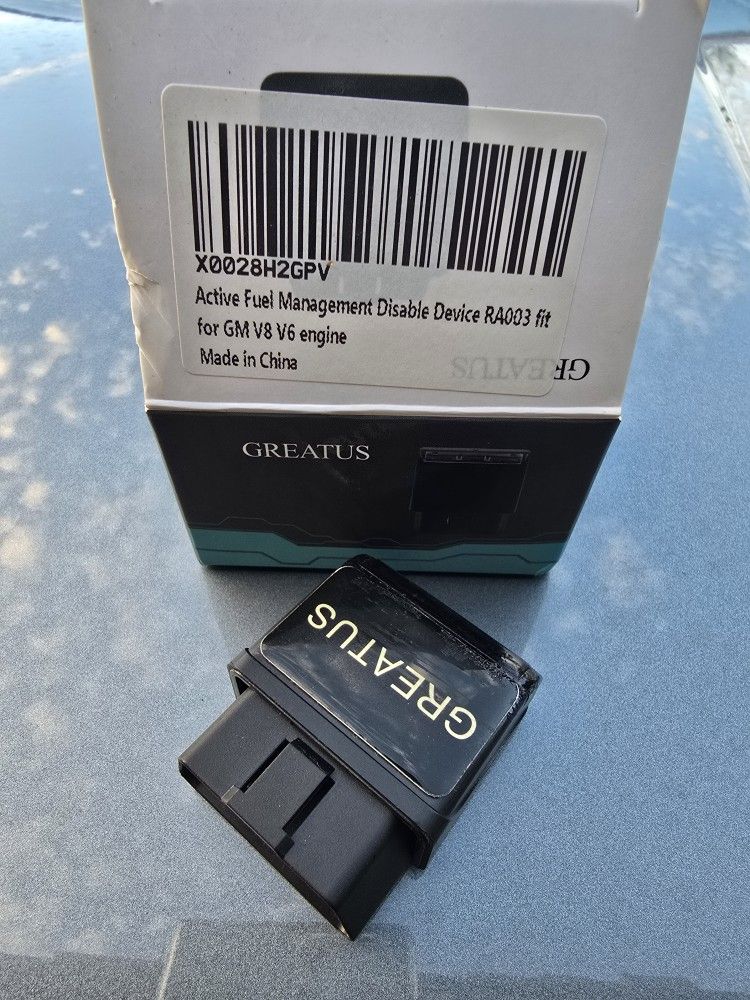 X0028H2GPV
Active Fuel Management Disable Device RA003 fit
for GM V8 V6 engine
Made in China
GREATUS
GREATUS
GREATUS